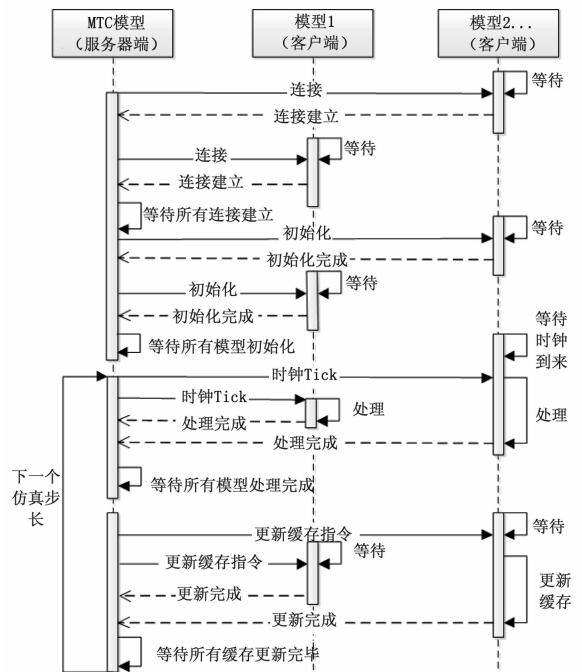 MTC模型
(服务器端)
模型1
(客户端)
模型2...
(客户端)
等待
连接
连接建立
等待
连接
连接建立
等待所有连接建立
等待
初始化
初始化完成
等待
初始化
初始化完成
等待
时钟
到来
等待所有模型初始化
时钟Tick
时钟Tick
处理
处理
处理完成
处理完成
下一个
仿真步
长
等待所有模型处理完成
等待
更新缓存指令
等待
更新缓存指令
更新
缓存
更新完成
更新完成
等待所有缓存更新完毕